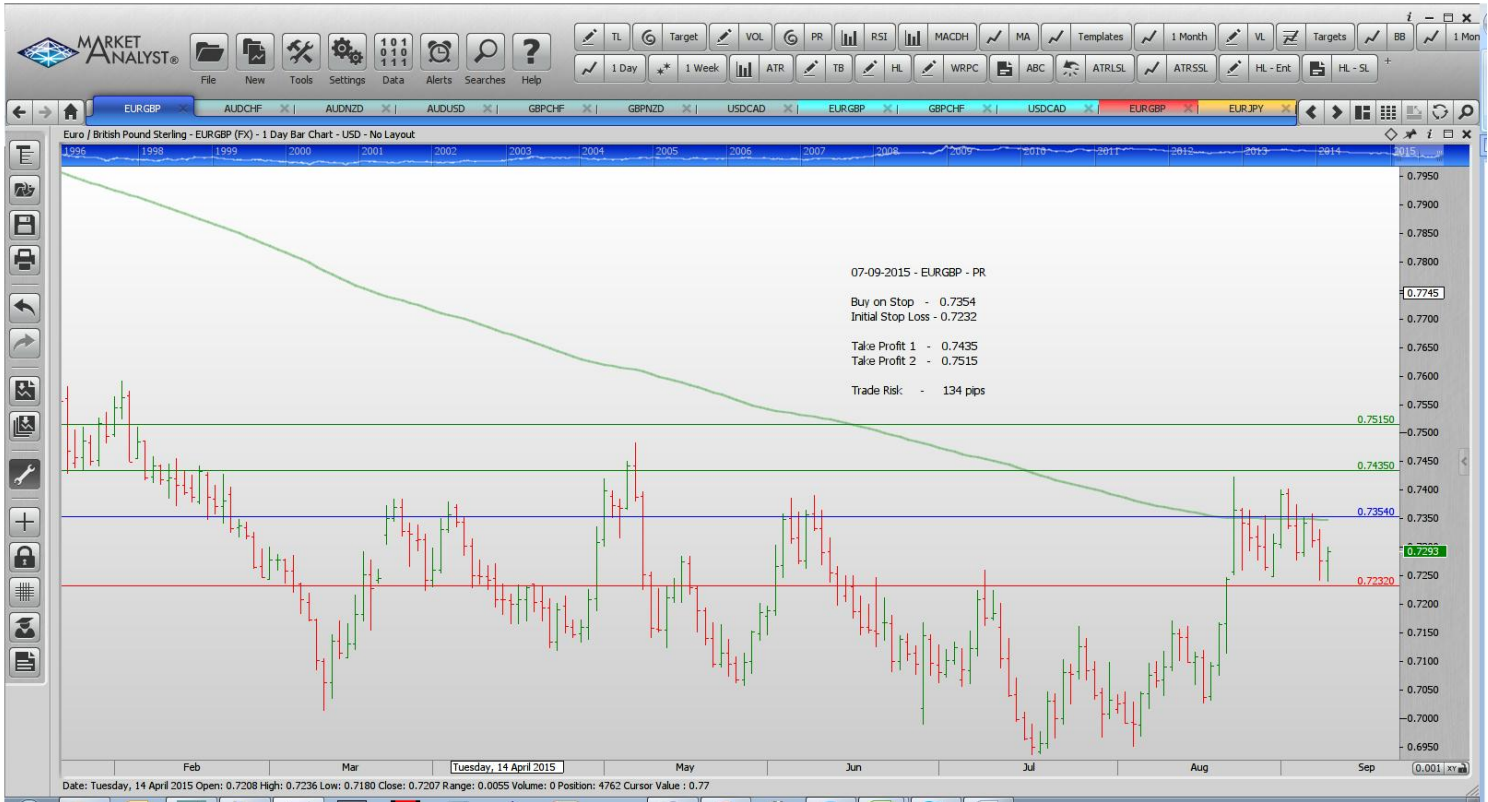 MARKET
ANALYST®
File New Tools Settings Data Alerts Searches Help
101
010
111
TL Target VOL PR RSI MACDH MA Templates 1 Month VL Targets BB 1 Mon
1 Day 1 Week ATR TB HL WRPC ABC ATRLSL ATRSSL HL - Ent HL - SL +
EURGBP AUDCHF AUDNZD AUDUSD GBPCHF GBPNZD USDCAD EURGBP GBPCHF USDCAD EURGBP EURJPY
Euro / British Pound Sterling - EURGBP (FX) - 1 Day Bar Chart - USD - No Layout
1996 1998 1999 2000 2001 2002 2003 2004 2005 2006 2007 2008 2009 2010 2011 2012 2013 2014 2015
0.7950
0.7900
0.7850
0.7800
0.7745
0.7700
0.7650
0.7600
0.7550
0.7500
0.7450
0.7400
0.7350
0.7293
0.7250
0.7200
0.7150
0.7100
0.7050
0.7000
0.6950
07-09-2015 - EURGBP - PR
Buy on Stop - 0.7354
Initial Stop Loss - 0.7232
Take Profit 1 - 0.7435
Take Profit 2 - 0.7515
Trade Risk - 134 pips
0.75150
0.74350
0.73540
0.72320
Feb Mar Tuesday, 14 April 2015 May Jun Jul Aug Sep 0.001 XY
Date: Tuesday, 14 April 2015 Open: 0.7208 High: 0.7236 Low: 0.7180 Close: 0.7207 Range: 0.0055 Volume: 0 Position: 4762 Cursor Value : 0.77